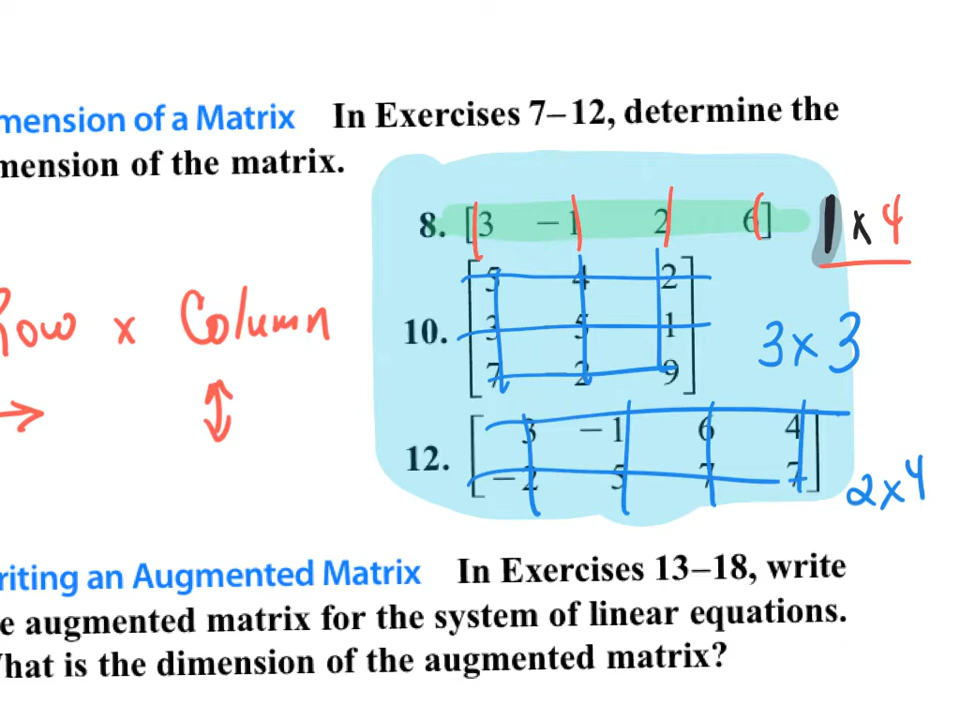 mension of a Matrix In Exercises 7–12, determine the
mension of the matrix.
8. [3 −1 2 6] 1 x 4
5 4 2
Row x Column
10. 3 5 1 3 x 3
7 2 9
3 −1 6 4
12.
−2 5 7 7 2 x 4
riting an Augmented Matrix In Exercises 13–18, write
e augmented matrix for the system of linear equations.
hat is the dimension of the augmented matrix?